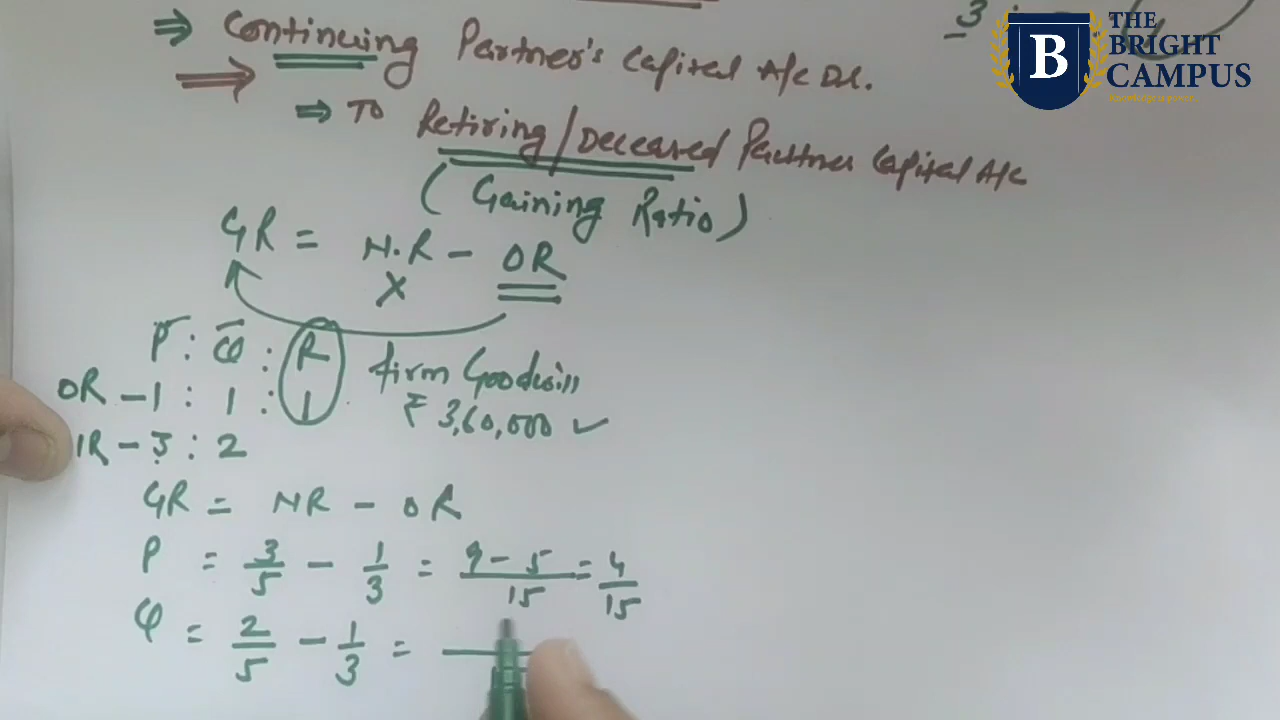 3
THE
BRIGHT
CAMPUS
B
⇒ Continuing Partner's Capital A/c Dr.
⇒ To Retiring/Deceased Partner Capital A/c
(Gaining Ratio)
GR = N.R - OR
X
P : Q : R
OR - 1 : 1 : 1
NR - 3 : 2
firm Goodwill
₹ 3,60,000 ✓
GR = NR - OR
P = 3/5 - 1/3 = 9 - 5/15 = 4/15
Q = 2/5 - 1/3 =